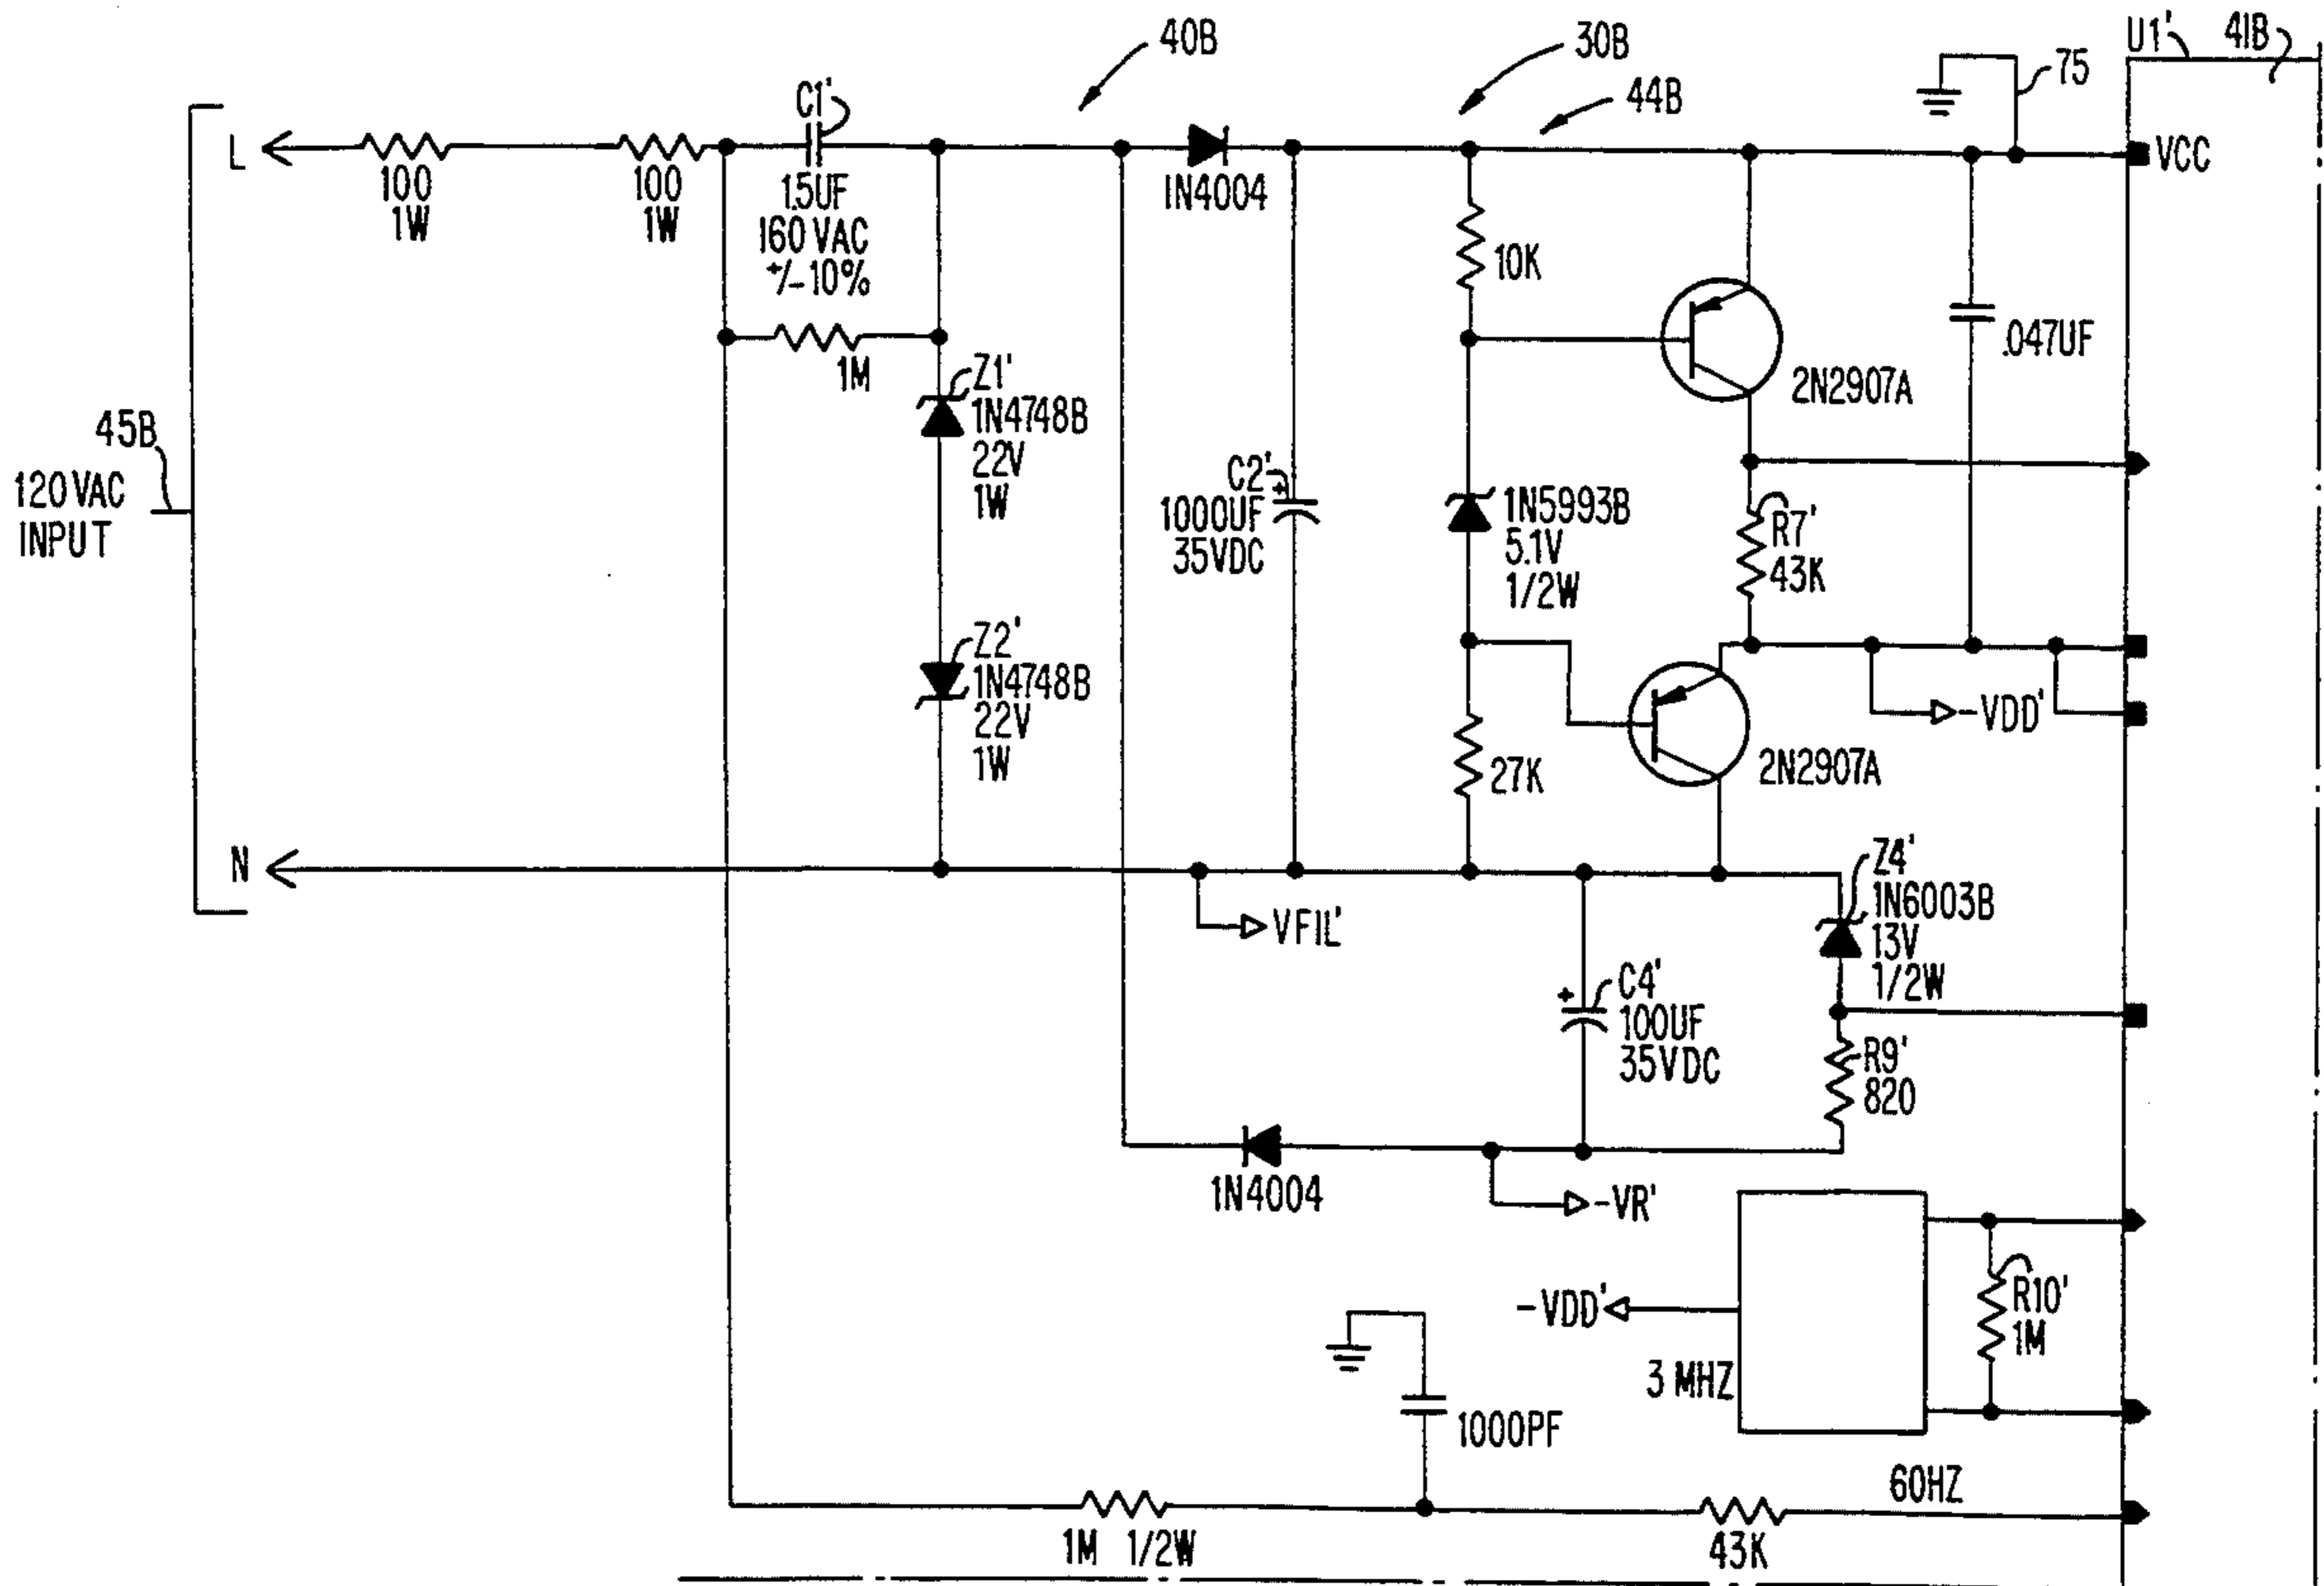 40B
30B
44B
75
U1'
41B
L
100
1W
100
1W
C1'
1.5UF
160 VAC
+/-10%
1N4004
VCC
10K
.047UF
1M
2N2907A
Z1'
1N4748B
22V
1W
45B
120 VAC
INPUT
C2'
+
1000UF
35VDC
1N5993B
5.1V
1/2W
R7'
43K
Z2'
1N4748B
22V
1W
27K
-VDD'
2N2907A
N
VFIL'
Z4'
1N6003B
13V
1/2W
+
C4'
100UF
35VDC
R9'
820
1N4004
-VR'
-VDD'
3 MHZ
R10'
1M
1000PF
60HZ
1M 1/2W
43K